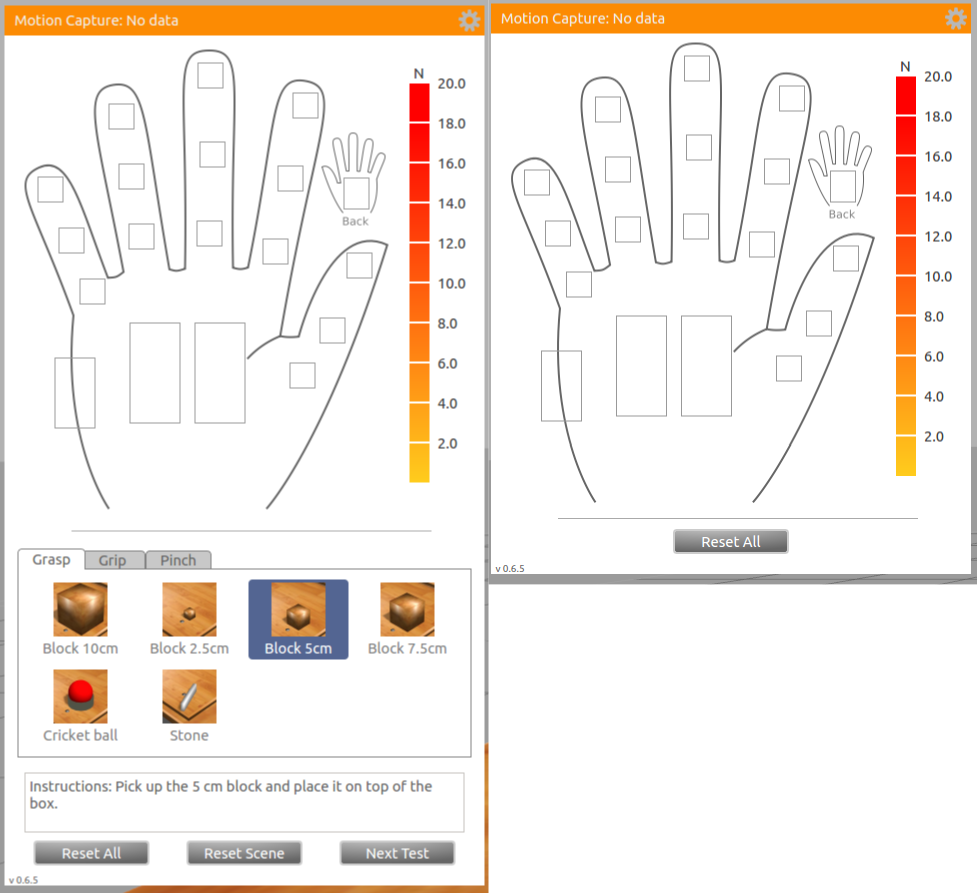 Motion Capture: No data
N
20.0
18.0
16.0
14.0
12.0
10.0
8.0
6.0
4.0
2.0
Back
Grasp Grip Pinch
Block 10cm Block 2.5cm Block 5cm Block 7.5cm
Cricket ball Stone
Instructions: Pick up the 5 cm block and place it on top of the
box.
Reset All Reset Scene Next Test
v 0.6.5
Motion Capture: No data
N
20.0
18.0
16.0
14.0
12.0
10.0
8.0
6.0
4.0
2.0
Back
Reset All
v 0.6.5